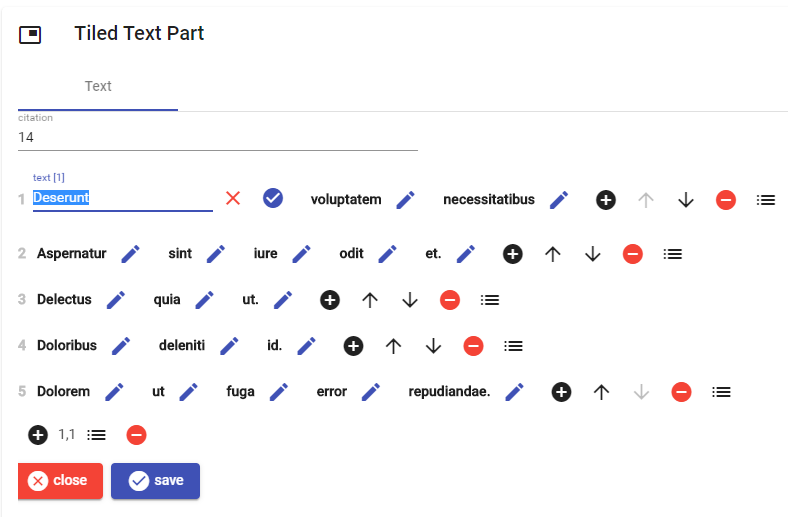 Tiled Text Part
Text
citation
14
text [1]
1 Deserunt voluptatem necessitatibus
2 Aspernatur sint iure odit et.
3 Delectus quia ut.
4 Doloribus deleniti id.
5 Dolorem ut fuga error repudiandae.
1,1
close save